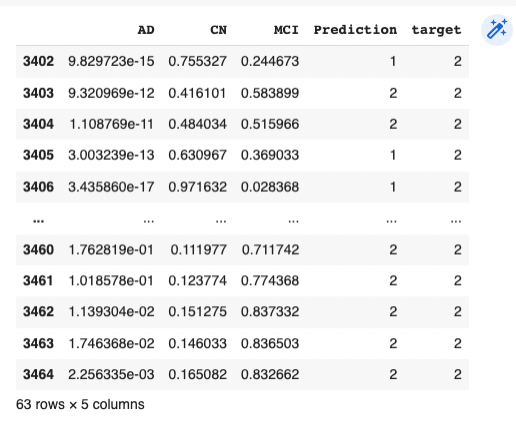 AD CN MCI Prediction target
3402 9.829723e-15 0.755327 0.244673 1 2
3403 9.320969e-12 0.416101 0.583899 2 2
3404 1.108769e-11 0.484034 0.515966 2 2
3405 3.003239e-13 0.630967 0.369033 1 2
3406 3.435860e-17 0.971632 0.028368 1 2
... ... ... ... ... ...
3460 1.762819e-01 0.111977 0.711742 2 2
3461 1.018578e-01 0.123774 0.774368 2 2
3462 1.139304e-02 0.151275 0.837332 2 2
3463 1.746368e-02 0.146033 0.836503 2 2
3464 2.256335e-03 0.165082 0.832662 2 2
63 rows × 5 columns